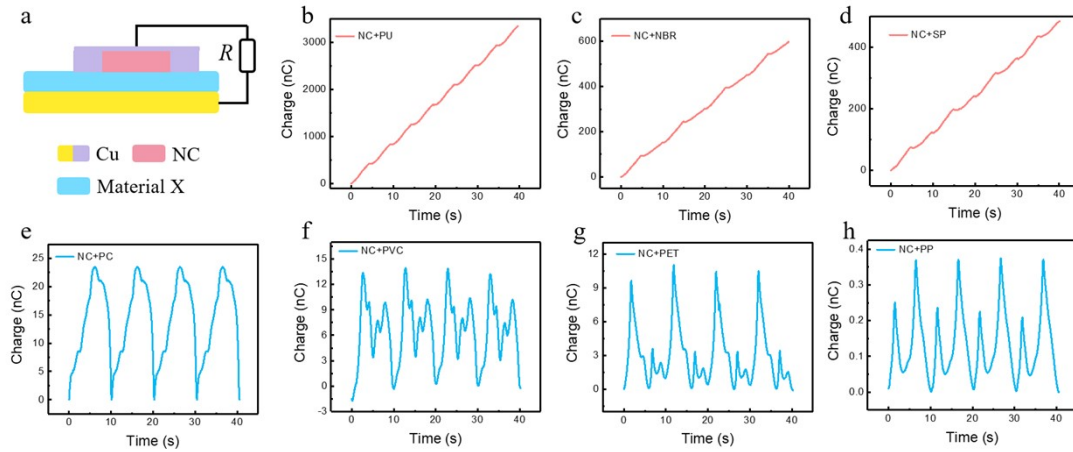 a
R
Cu
NC
Material X
b
NC+PU
Charge (nC)
3000
2000
1000
0
0 10 20 30 40
Time (s)
c
NC+NBR
Charge (nC)
600
400
200
0
0 10 20 30 40
Time (s)
d
NC+SP
Charge (nC)
400
200
0
0 10 20 30 40
Time (s)
e
NC+PC
Charge (nC)
25
20
15
10
5
0
0 10 20 30 40
Time (s)
f
NC+PVC
Charge (nC)
15
12
9
6
3
0
-3
0 10 20 30 40
Time (s)
g
NC+PET
Charge (nC)
12
9
6
3
0
0 10 20 30 40
Time (s)
h
NC+PP
Charge (nC)
0.4
0.3
0.2
0.1
0.0
0 10 20 30 40
Time (s)